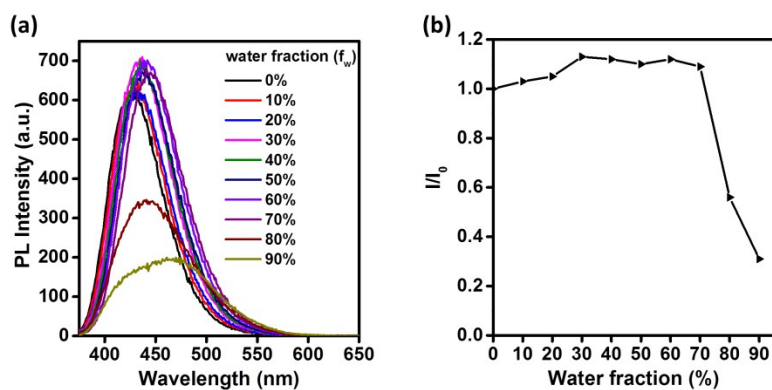 (a)
700
600
500
400
300
200
100
0
PL Intensity (a.u.)
400 450 500 550 600 650
Wavelength (nm)
water fraction (f_w)
0%
10%
20%
30%
40%
50%
60%
70%
80%
90%
(b)
1.2
1.0
0.8
0.6
0.4
0.2
0.0
I/I_0
0 10 20 30 40 50 60 70 80 90
Water fraction (%)